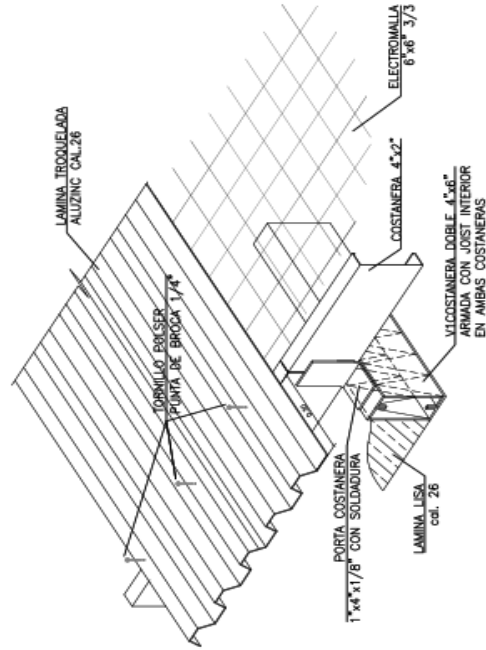 LAMINA TROQUELADA
ALUZINC CAL.26
TORNILLO POLSER
PUNTA DE BROCA 1/4"
ELECTROMALLA
6"x6" 3/3
COSTANERA 4"x2"
V1COSTANERA DOBLE 4"x6"
ARMADA CON JOIST INTERIOR
EN AMBAS COSTANERAS
0.20
PORTA COSTANERA
1"x4"x1/8" CON SOLDADURA
LAMINA LISA
cal. 26